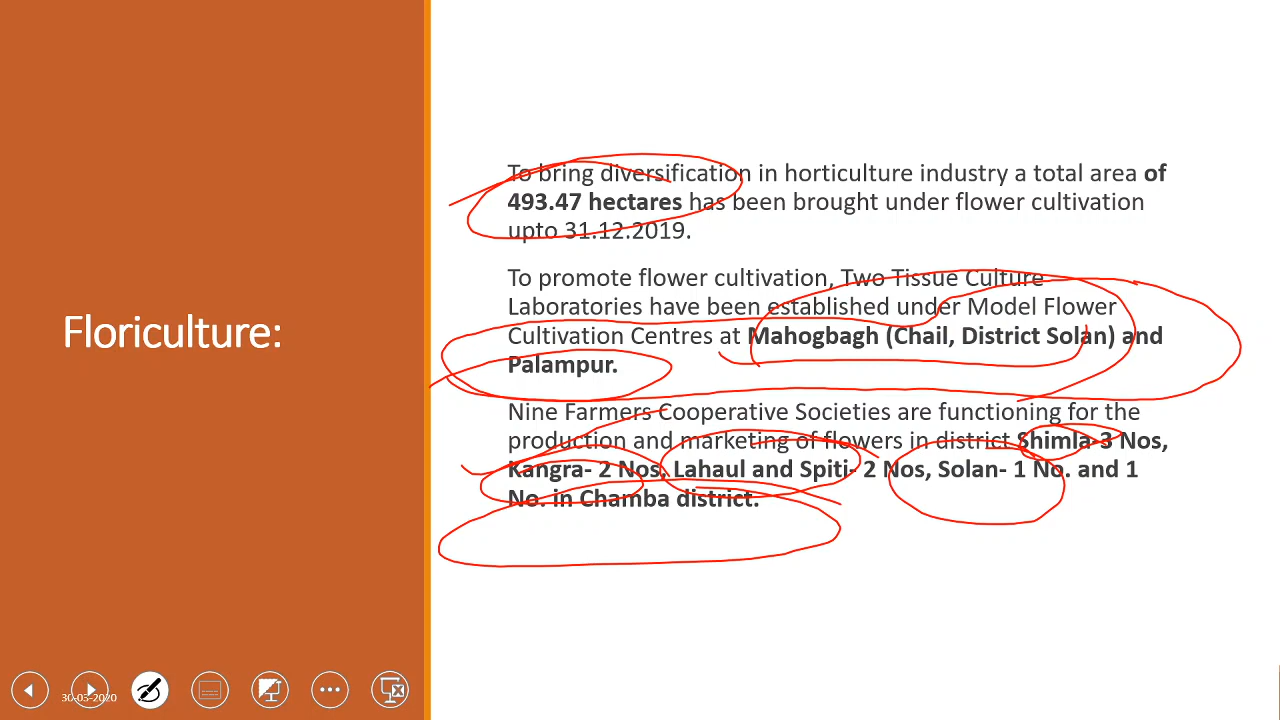 Floriculture:
To bring diversification in horticulture industry a total area of
493.47 hectares has been brought under flower cultivation
upto 31.12.2019.
To promote flower cultivation, Two Tissue Culture
Laboratories have been established under Model Flower
Cultivation Centres at Mahogbagh (Chail, District Solan) and
Palampur.
Nine Farmers Cooperative Societies are functioning for the
production and marketing of flowers in district Shimla-3 Nos,
Kangra- 2 Nos, Lahaul and Spiti- 2 Nos, Solan- 1 No. and 1
No. in Chamba district.
30-03-2020